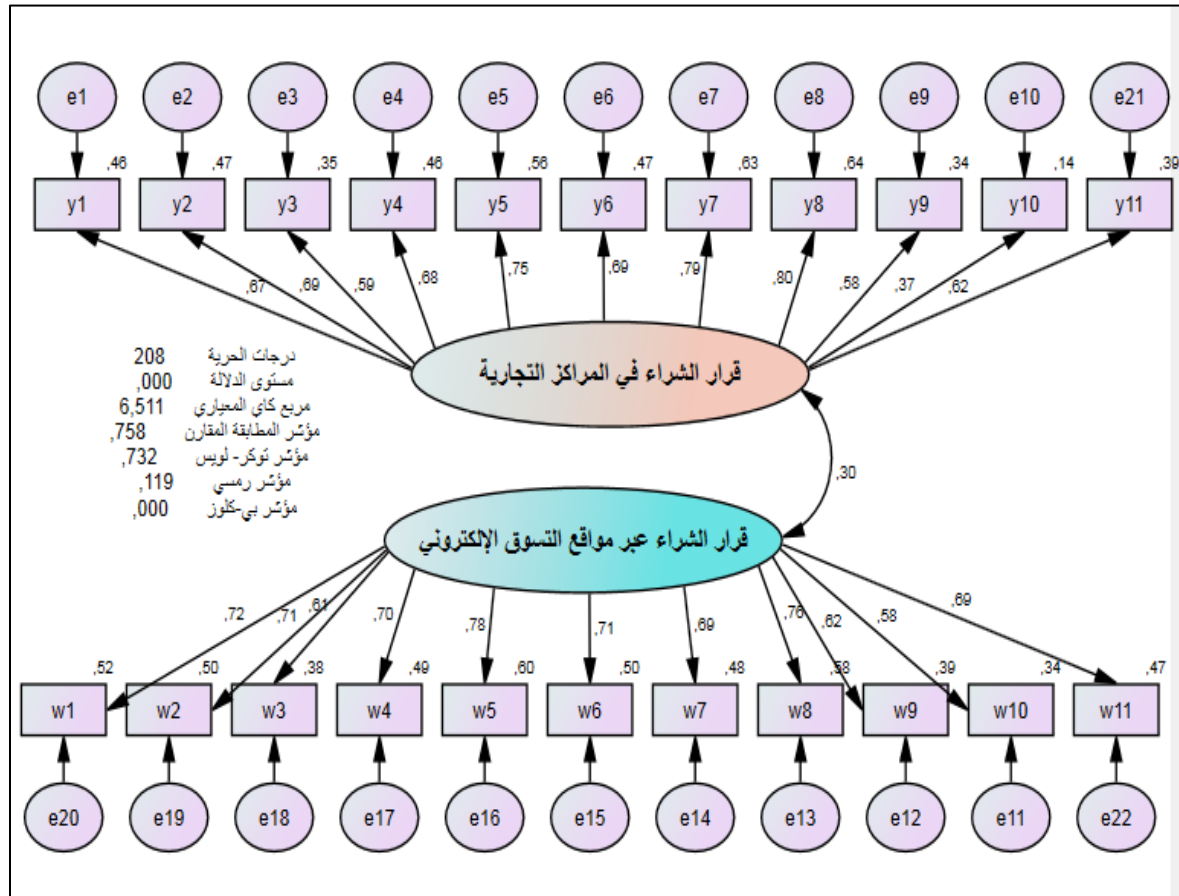 e1 e2 e3 e4 e5 e6 e7 e8 e9 e10 e21
,46 ,47 ,35 ,46 ,56 ,47 ,63 ,64 ,34 ,14 ,39
y1 y2 y3 y4 y5 y6 y7 y8 y9 y10 y11
,67 ,69 ,59 ,68 ,75 ,69 ,79 ,80 ,58 ,37 ,62
قرار الشراء في المراكز التجارية
درجات الحرية 208
مستوى الدلالة ,000
مربع كاي المعياري 6,511
مؤشر المطابقة المقارن ,758
مؤشر توكر- لويس ,732
مؤشر رمسي ,119
مؤشر بي-كلوز ,000
,30
قرار الشراء عبر مواقع التسوق الإلكتروني
,72 ,71 ,61 ,70 ,78 ,71 ,69 ,76 ,62 ,58 ,69
,52 ,50 ,38 ,49 ,60 ,50 ,48 ,58 ,39 ,34 ,47
w1 w2 w3 w4 w5 w6 w7 w8 w9 w10 w11
e20 e19 e18 e17 e16 e15 e14 e13 e12 e11 e22